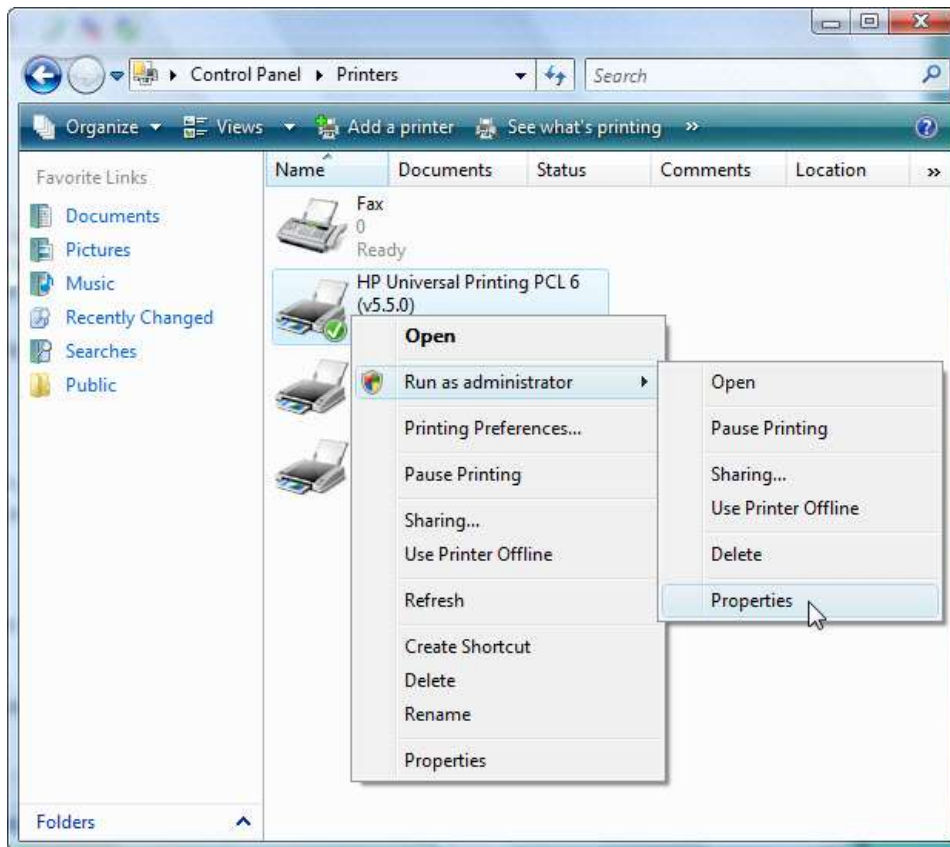 Control Panel Printers Search
Organize Views Add a printer See what's printing »
Favorite Links
Documents
Pictures
Music
Recently Changed
Searches
Public
Folders
Name Documents Status Comments Location »
Fax
0
Ready
HP Universal Printing PCL 6
(v5.5.0)
Open
Run as administrator
Printing Preferences...
Pause Printing
Sharing...
Use Printer Offline
Refresh
Create Shortcut
Delete
Rename
Properties
Open
Pause Printing
Sharing...
Use Printer Offline
Delete
Properties